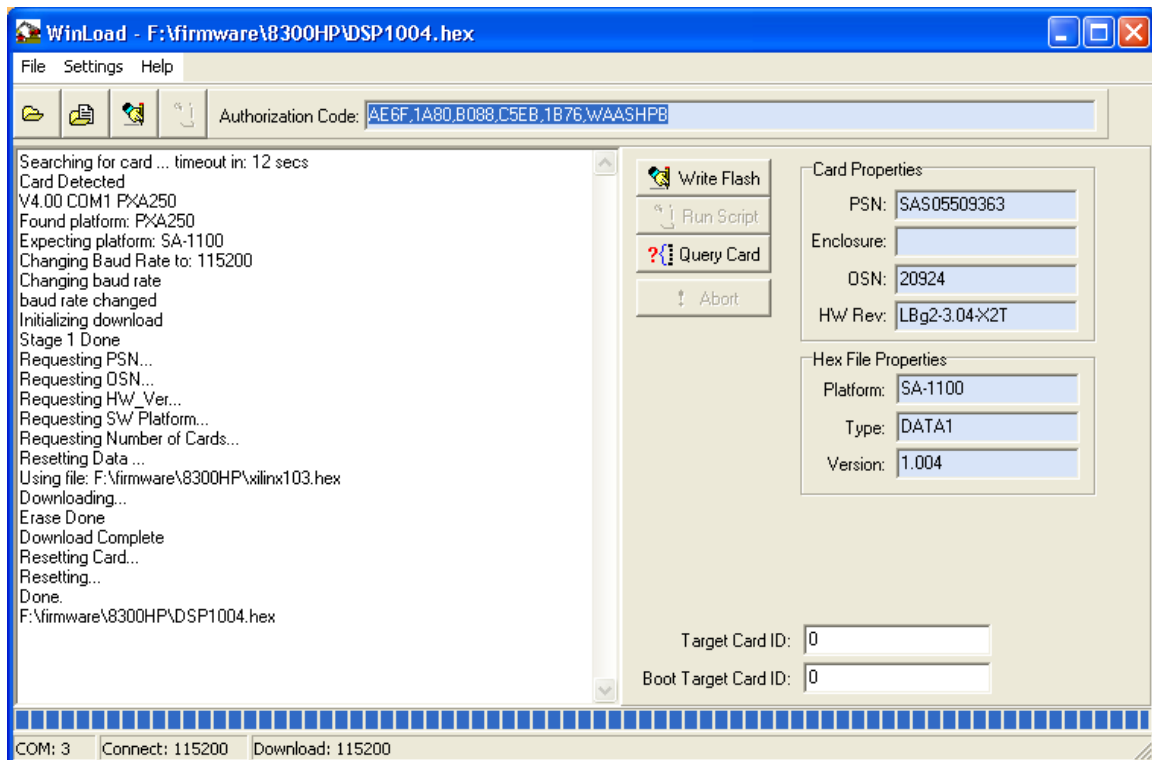 WinLoad - F:\firmware\8300HP\DSP1004.hex
File Settings Help
Authorization Code: AE6F,1A80,B088,C5EB,1B76,WAASHPB
Searching for card ... timeout in: 12 secs
Card Detected
V4.00 COM1 PXA250
Found platform: PXA250
Expecting platform: SA-1100
Changing Baud Rate to: 115200
Changing baud rate
baud rate changed
Initializing download
Stage 1 Done
Requesting PSN...
Requesting OSN...
Requesting HW_Ver...
Requesting SW Platform...
Requesting Number of Cards...
Resetting Data ...
Using file: F:\firmware\8300HP\xilinx103.hex
Downloading...
Erase Done
Download Complete
Resetting Card...
Resetting...
Done.
F:\firmware\8300HP\DSP1004.hex
Write Flash
Run Script
?{ Query Card
! Abort
Card Properties
PSN: SAS05509363
Enclosure:
OSN: 20924
HW Rev: LBg2-3.04-X2T
Hex File Properties
Platform: SA-1100
Type: DATA1
Version: 1.004
Target Card ID: 0
Boot Target Card ID: 0
COM: 3 Connect: 115200 Download: 115200